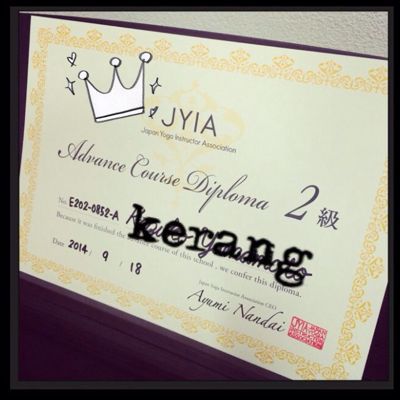 JYIA
Japan Yoga Instructor Association
Advance Course Diploma 2級
No. E202-0852-A
kerang
Because it was finished the course of this school , we confer this diploma.
Date 2014 / 9 / 18
Japan Yoga Instructor Association CEO
Ayumi Nandai